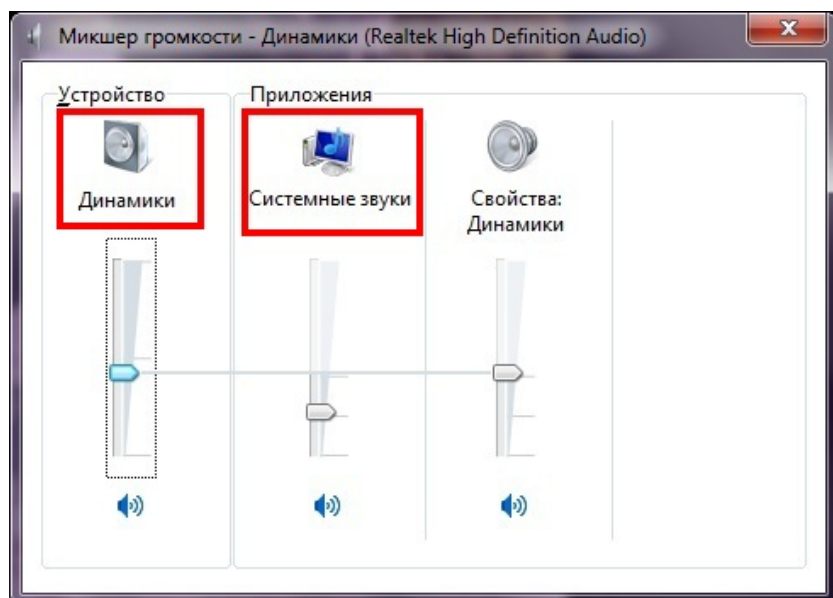 Микшер громкости - Динамики (Realtek High Definition Audio)
Устройство
Приложения
Динамики
Системные звуки
Свойства:
Динамики